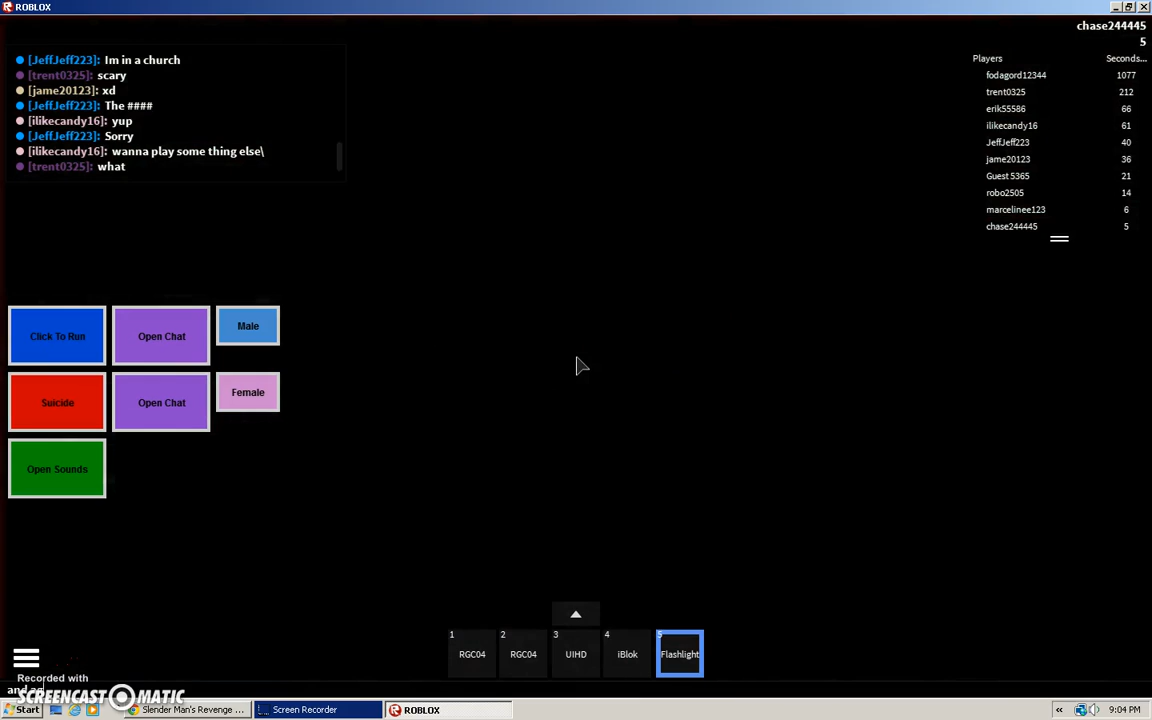 ROBLOX
chase244445
5
[JeffJeff223]: Im in a church
[trent0325]: scary
[jame20123]: xd
[JeffJeff223]: The ####
[ilikecandy16]: yup
[JeffJeff223]: Sorry
[ilikecandy16]: wanna play some thing else\
[trent0325]: what
Players Seconds...
fodagord12344 1077
trent0325 212
erik55586 66
ilikecandy16 61
JeffJeff223 40
jame20123 36
Guest 5365 21
robo2505 14
marcelinee123 6
chase244445 5
Click To Run Open Chat Male
Suicide Open Chat Female
Open Sounds
1 2 3 4 5
RGC04 RGC04 UIHD iBlok Flashlight
Recorded with
and
SCREENCAST-O-MATIC
Start Slender Man's Revenge ... Screen Recorder ROBLOX « 9:04 PM